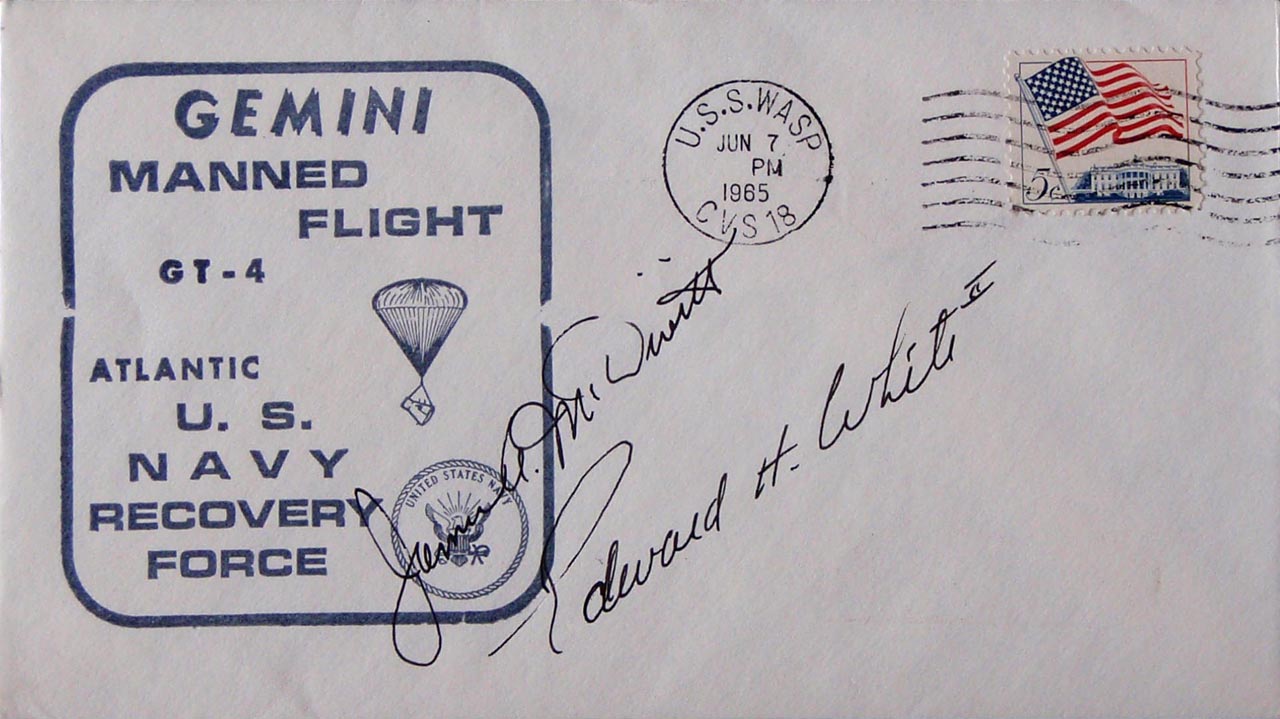 GEMINI
MANNED
FLIGHT
GT-4
ATLANTIC
U. S.
NAVY
RECOVERY
FORCE
UNITED STATES NAVY
U.S.S. WASP
JUN 7
PM
1965
CVS 18
5c
James A. McDivitt
Edward H. White II